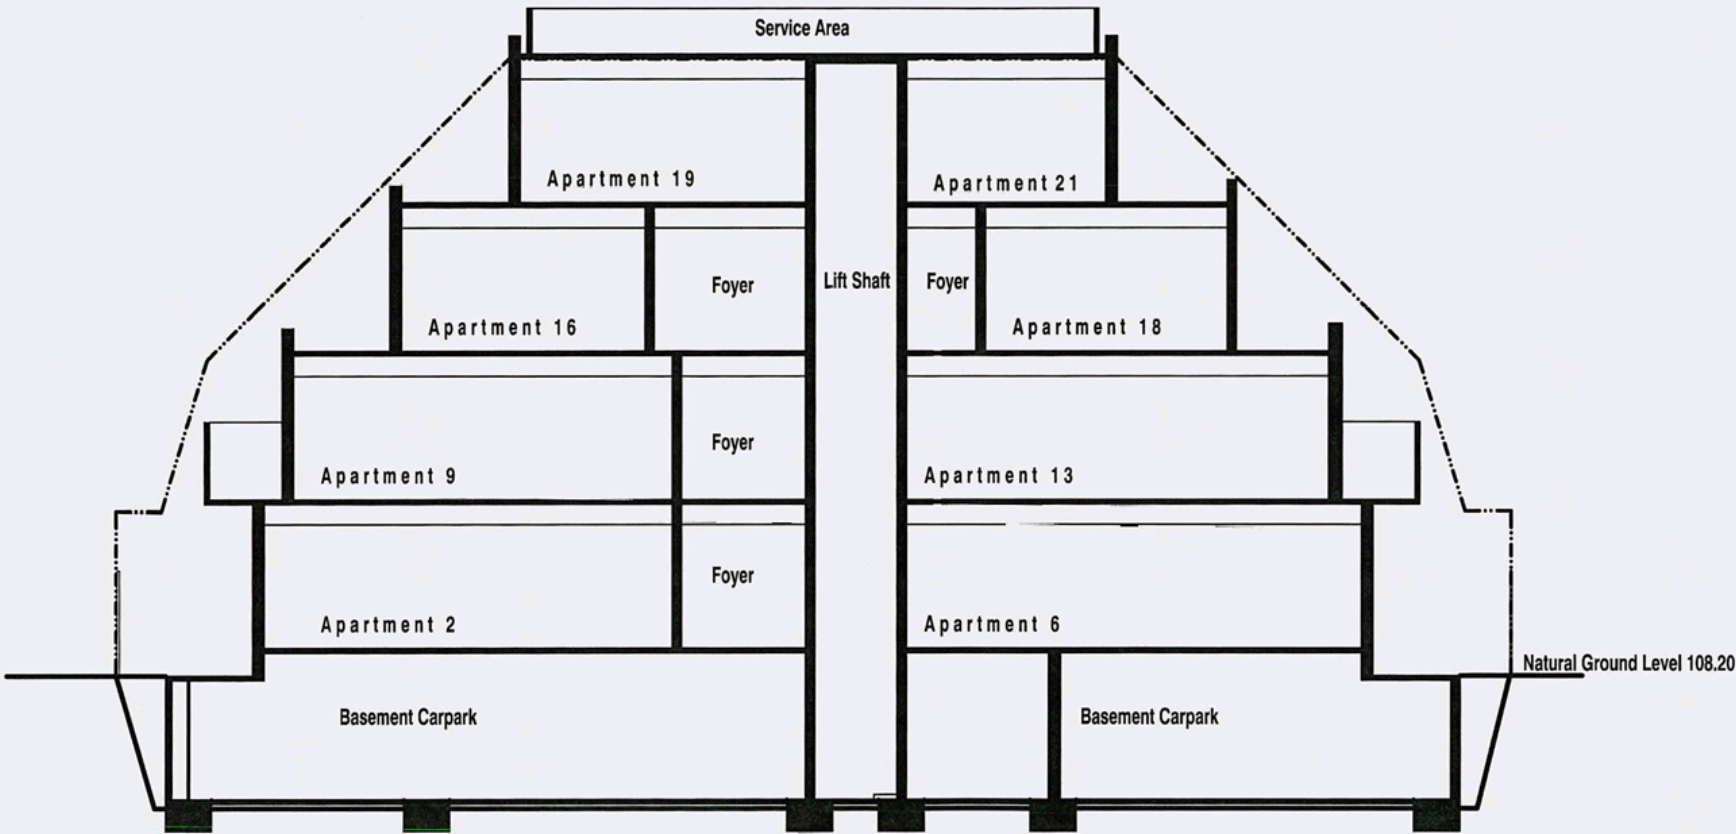 Service Area
Apartment 19
Apartment 21
Foyer
Lift Shaft
Foyer
Apartment 16
Apartment 18
Foyer
Apartment 9
Apartment 13
Foyer
Apartment 2
Apartment 6
Natural Ground Level 108.20
Basement Carpark
Basement Carpark